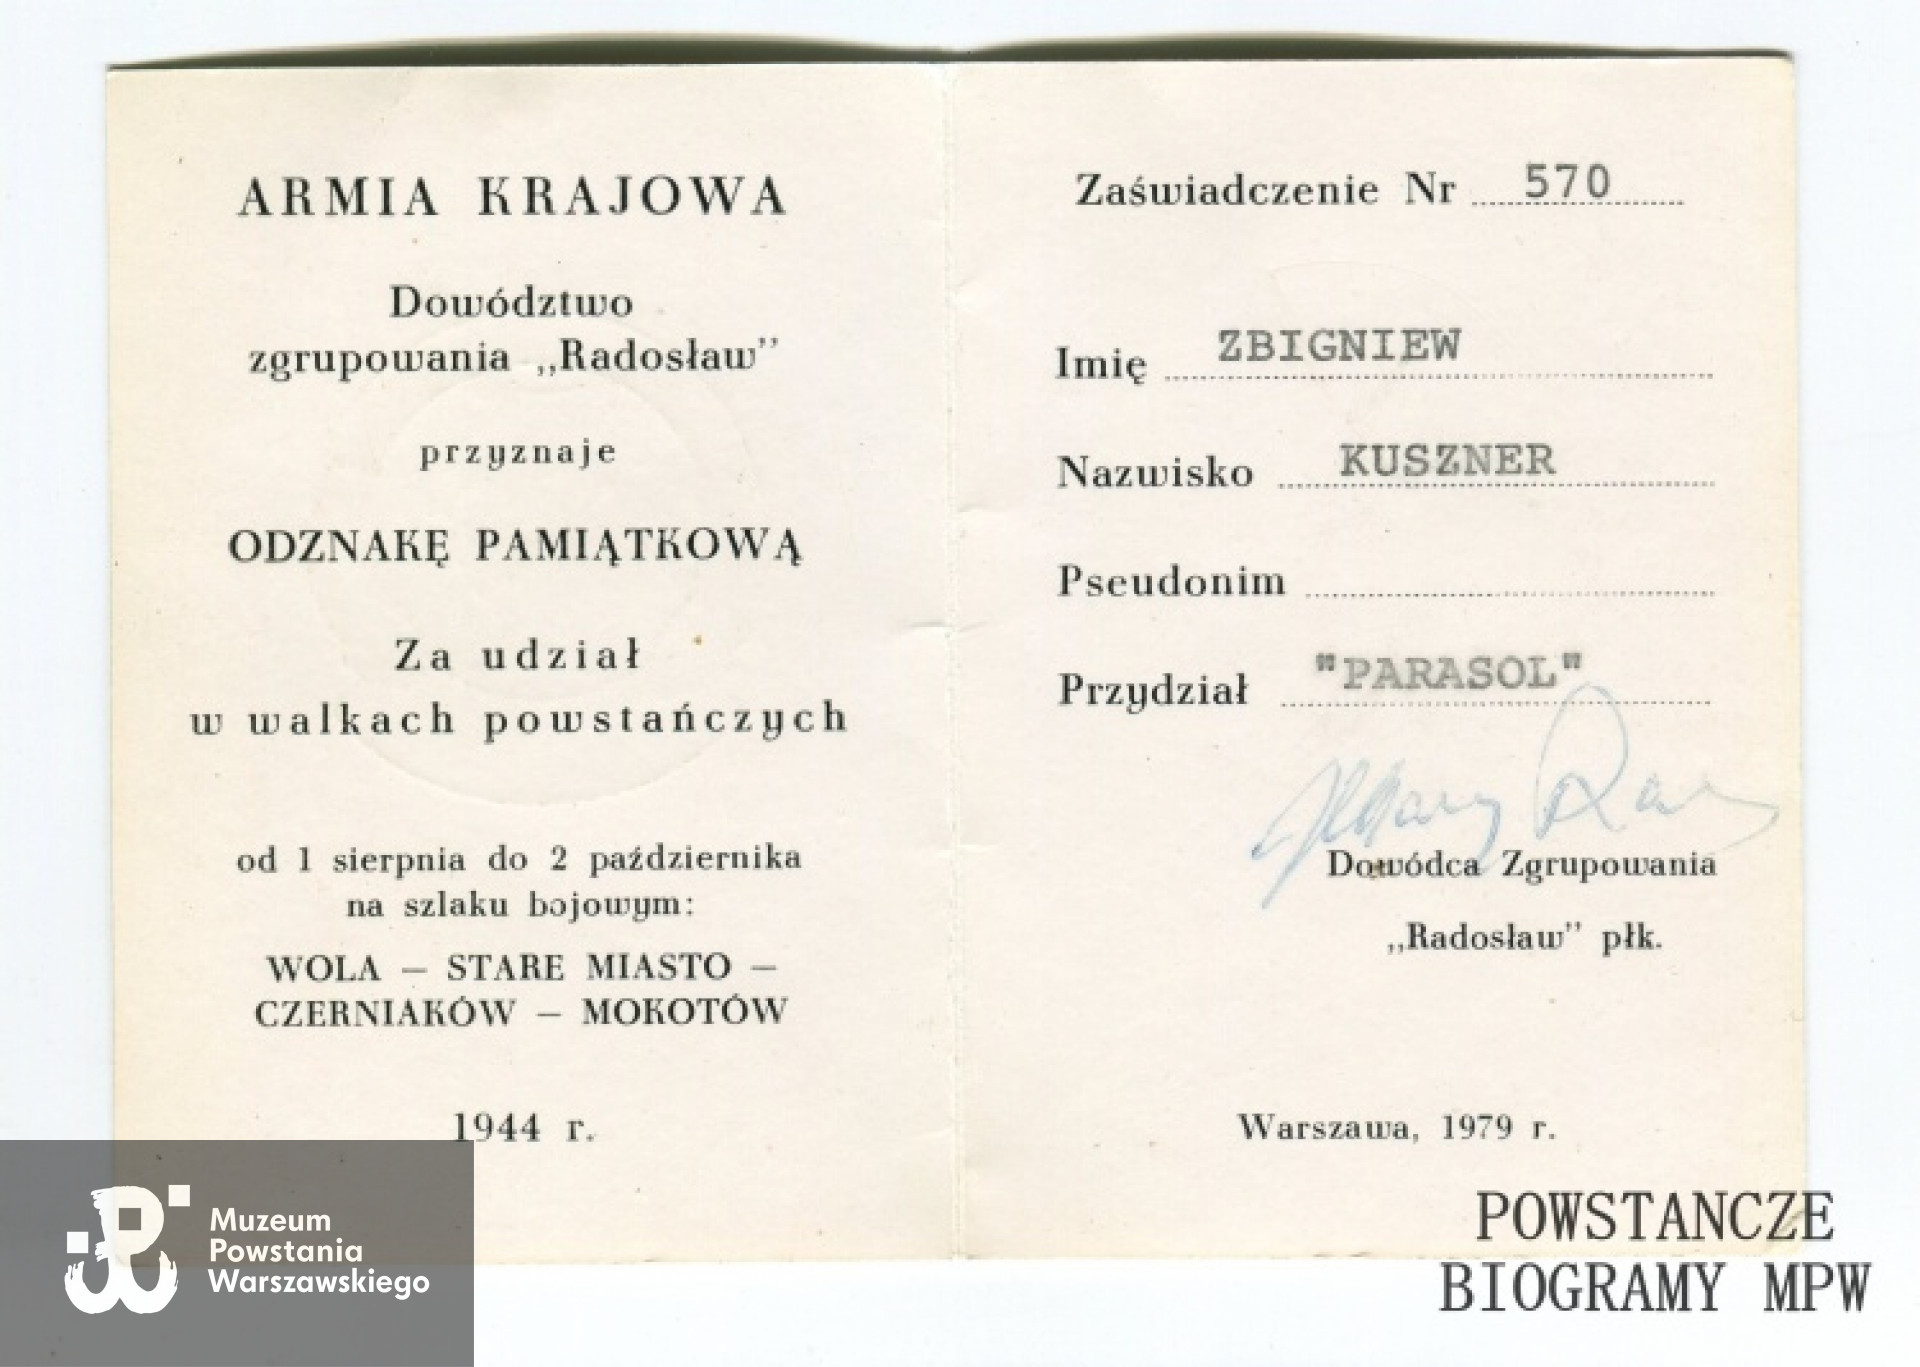 ARMIA KRAJOWA
Dowództwo
zgrupowania „Radosław”
przyznaje
ODZNAKĘ PAMIĄTKOWĄ
Za udział
w walkach powstańczych
od 1 sierpnia do 2 października
na szlaku bojowym:
WOLA – STARE MIASTO –
CZERNIAKÓW – MOKOTÓW
1944 r.
Zaświadczenie Nr 570
Imię ZBIGNIEW
Nazwisko KUSZNER
Pseudonim
Przydział "PARASOL"
Dowódca Zgrupowania
„Radosław” płk.
Warszawa, 1979 r.
Muzeum
Powstania
Warszawskiego
POWSTANCZE
BIOGRAMY MPW